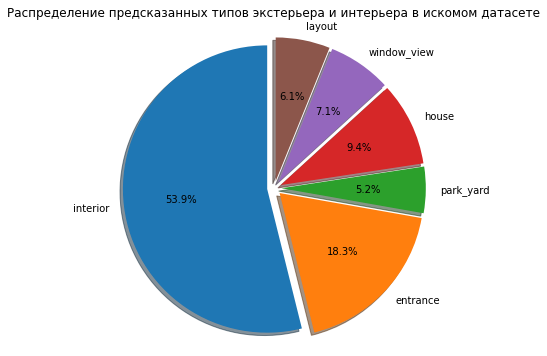 Распределение предсказанных типов экстерьера и интерьера в искомом датасете
layout
window_view
house
park_yard
entrance
interior
6.1%
7.1%
9.4%
5.2%
18.3%
53.9%